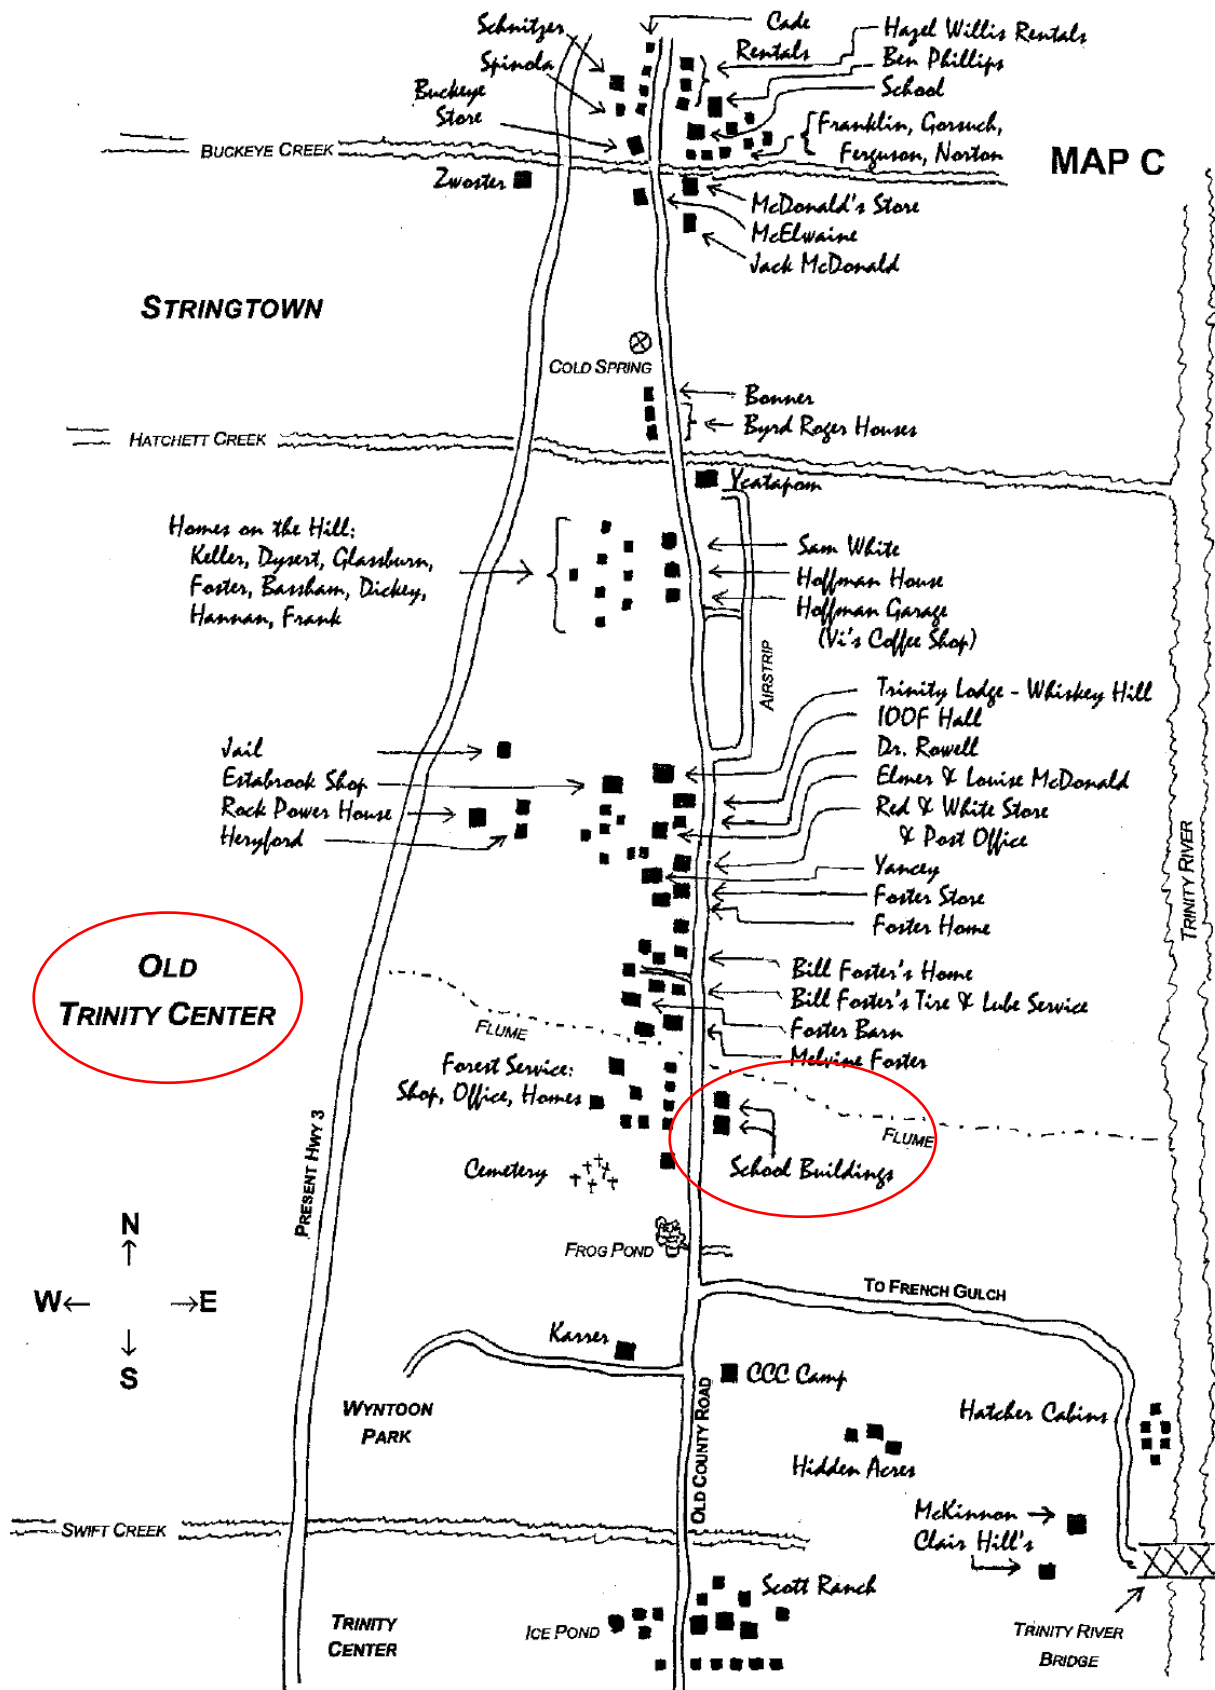 Schnitzer
Cade
Rentals
Hazel Willis Rentals
Spinola
Ben Phillips
Buckeye
Store
School
Franklin, Gorsuch,
Ferguson, Norton
BUCKEYE CREEK
MAP C
Zwoster
McDonald's Store
McElwaine
Jack McDonald
STRINGTOWN
COLD SPRING
Bonner
Byrd Roger Houses
HATCHETT CREEK
Ycatapom
Homes on the Hill:
Keller, Dysert, Glassburn,
Foster, Bassham, Dickey,
Hannan, Frank
Sam White
Hoffman House
Hoffman Garage
(Vi's Coffee Shop)
AIRSTRIP
Trinity Lodge - Whiskey Hill
IOOF Hall
Dr. Rowell
Elmer & Louise McDonald
Red & White Store
& Post Office
Yancey
Foster Store
Foster Home
Jail
Estabrook Shop
Rock Power House
Heryford
TRINITY RIVER
OLD
TRINITY CENTER
Bill Foster's Home
Bill Foster's Tire & Lube Service
Foster Barn
Melvine Foster
FLUME
Forest Service:
Shop, Office, Homes
FLUME
School Buildings
Cemetery
PRESENT HWY 3
N
W
E
S
FROG POND
TO FRENCH GULCH
Karrer
CCC Camp
WYNTOON
PARK
OLD COUNTY ROAD
Hatcher Cabins
Hidden Acres
McKinnon
Clair Hill's
SWIFT CREEK
Scott Ranch
TRINITY
CENTER
ICE POND
TRINITY RIVER
BRIDGE